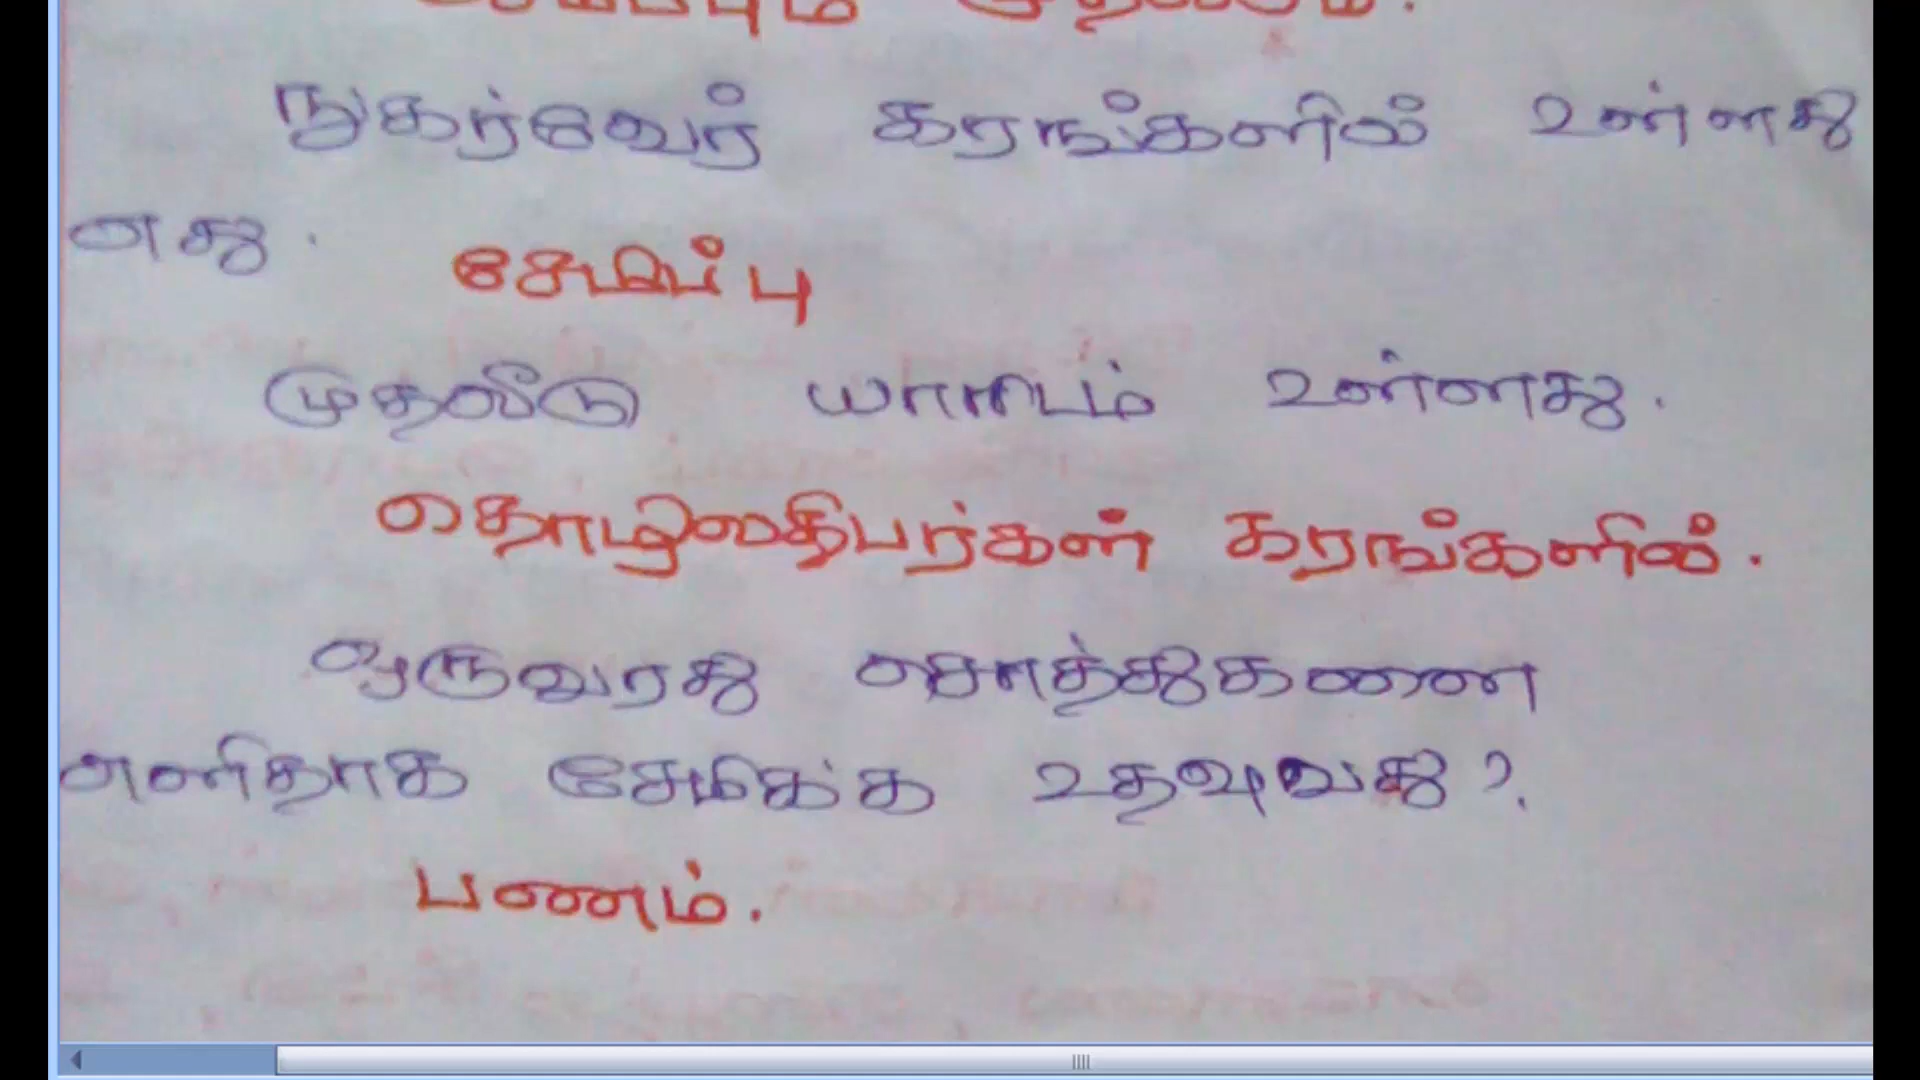 நுகர்வோர் கரங்களில் உள்ளது
எது.
சேமிப்பு
முதலீடு யாரிடம் உள்ளது.
தொழிலதிபர்கள் கரங்களில்.
ஒருவரது சொத்துகளை
எளிதாக சேமிக்க உதவுவது?
பணம்.